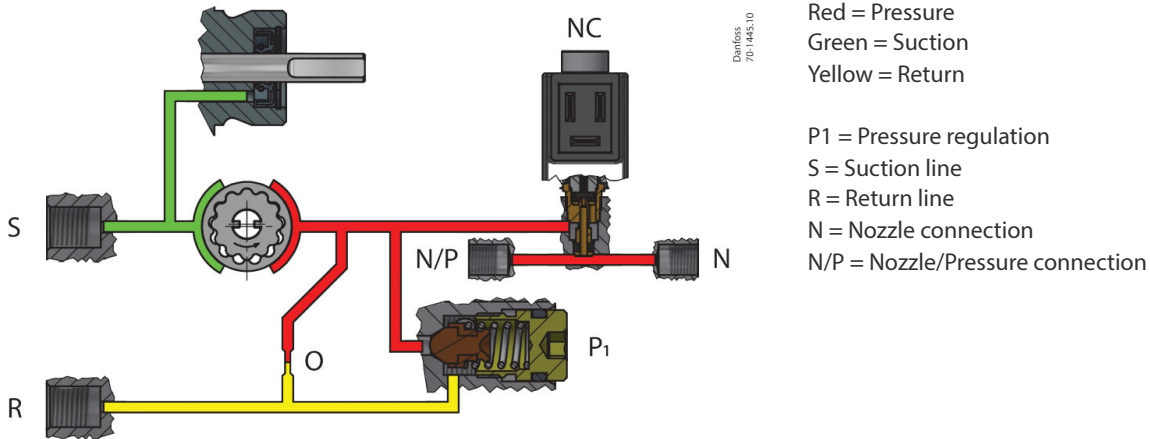 NC
Danfoss
70-1445.10
S
N/P
N
O
P₁
R
Red = Pressure
Green = Suction
Yellow = Return
P1 = Pressure regulation
S = Suction line
R = Return line
N = Nozzle connection
N/P = Nozzle/Pressure connection